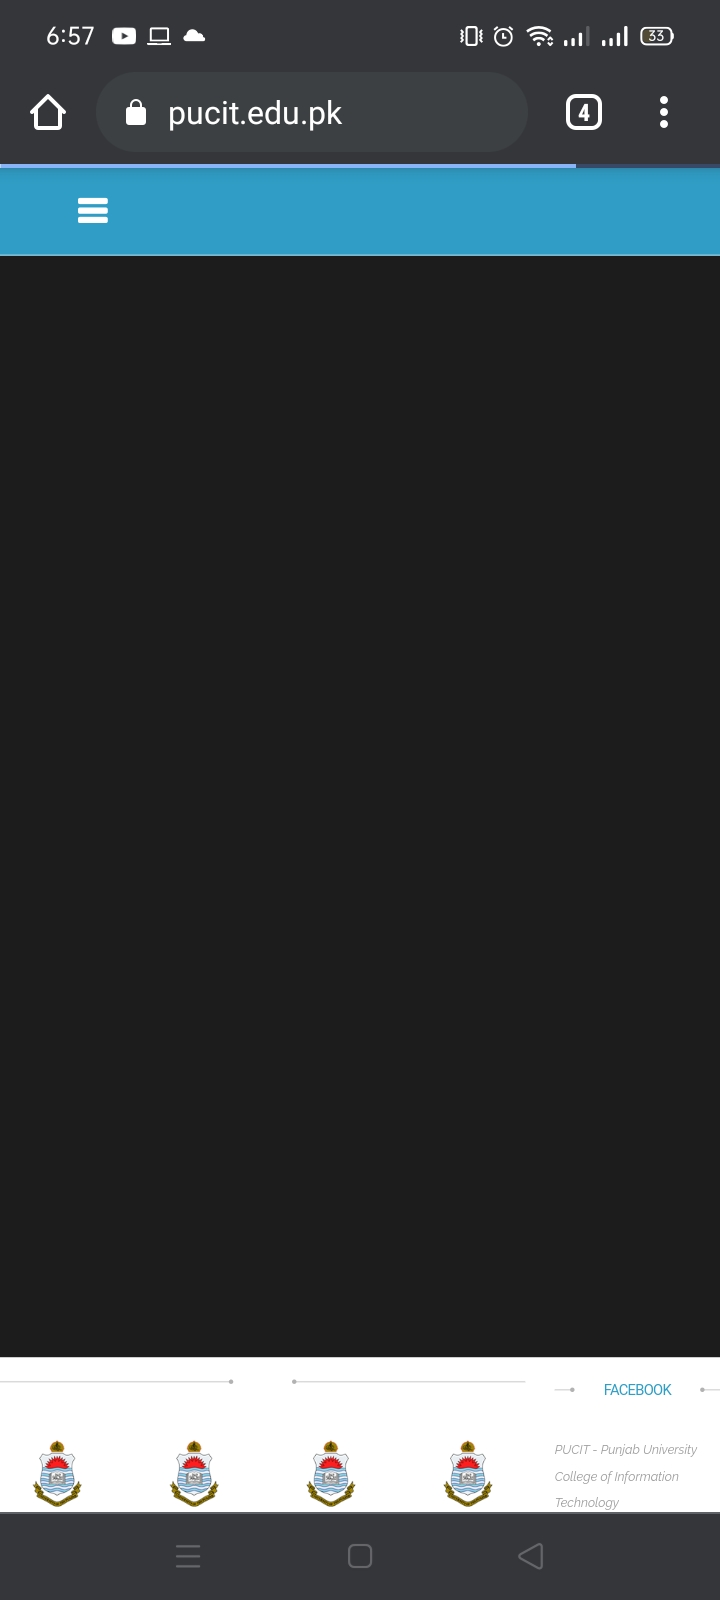 6:57
33
pucit.edu.pk
4
FACEBOOK
PUCIT - Punjab University
College of Information
Technology